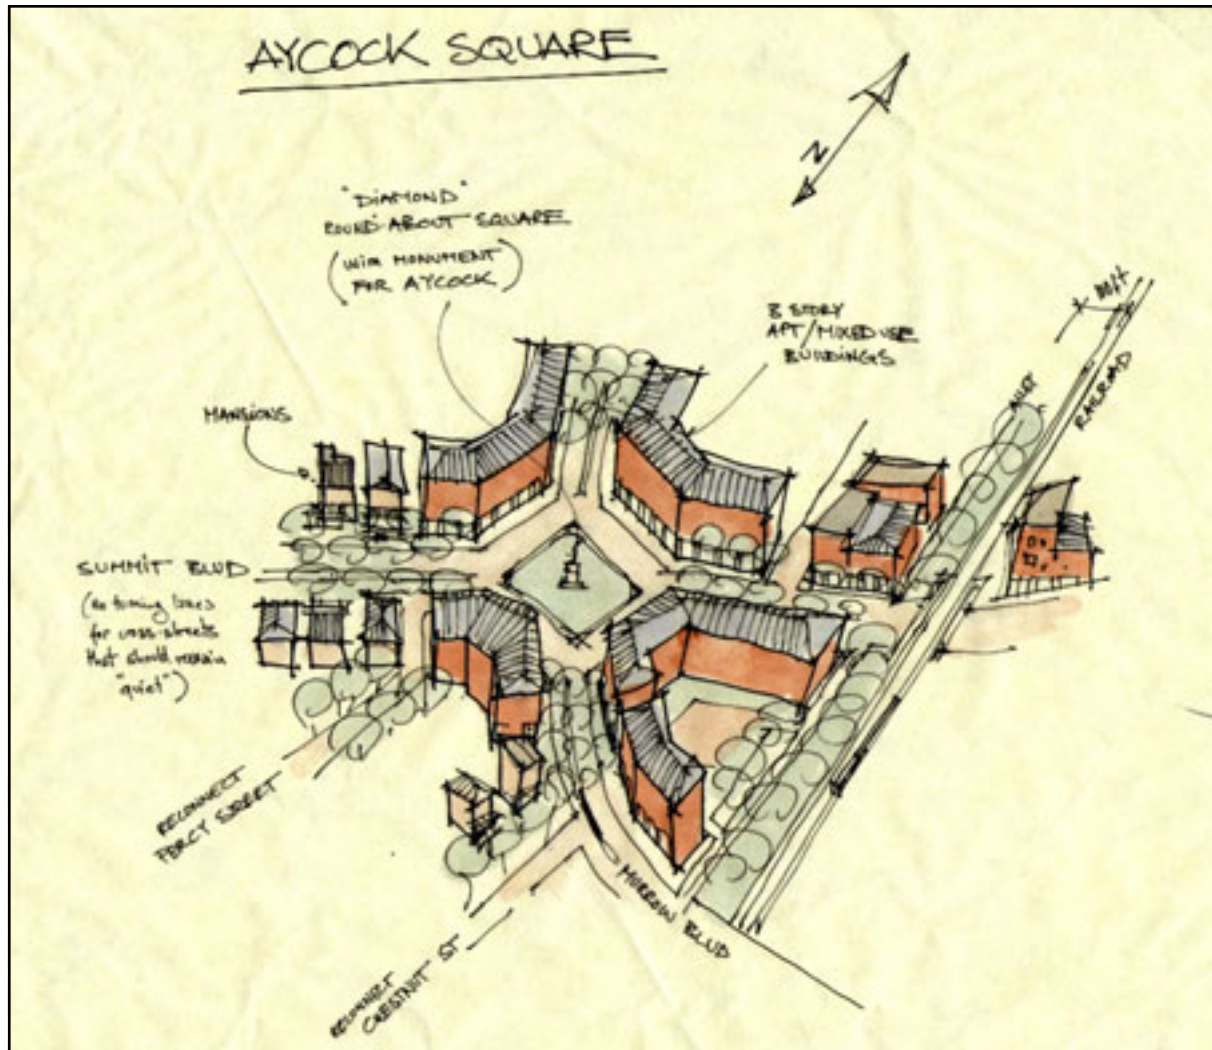 AYCOCK SQUARE
N
"DIAMOND"
ROUND-ABOUT SQUARE
(WITH MONUMENT
FOR AYCOCK)
3 STORY
APT/MIXED USE
BUILDINGS
MANSIONS
RAILROAD
SUMMIT BLVD
(no turning lanes
for cross-streets
that should remain
"quiet")
RECONNECT
PERCY STREET
MORROW BLVD
RECONNECT
CHESTNUT ST